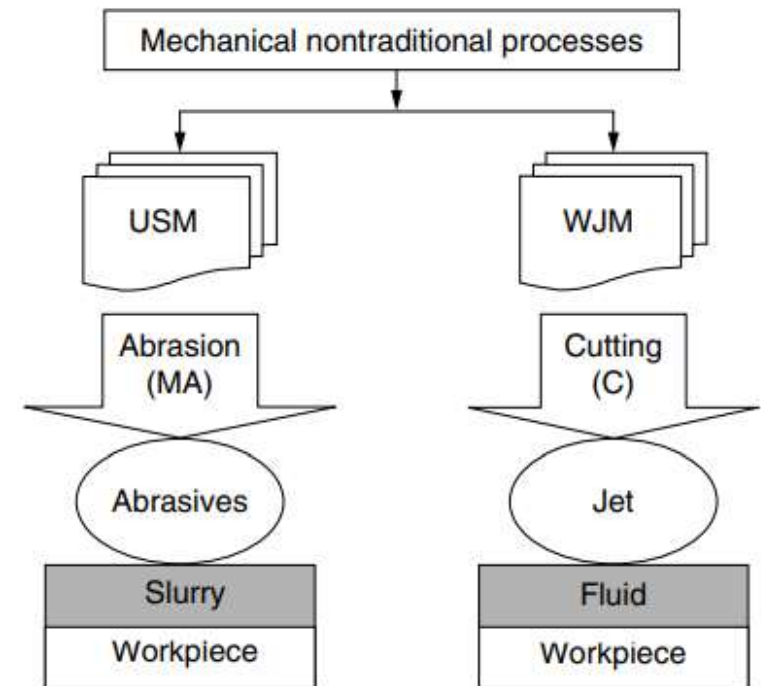 Mechanical nontraditional processes
USM
WJM
Abrasion
(MA)
Cutting
(C)
Abrasives
Jet
Slurry
Fluid
Workpiece
Workpiece